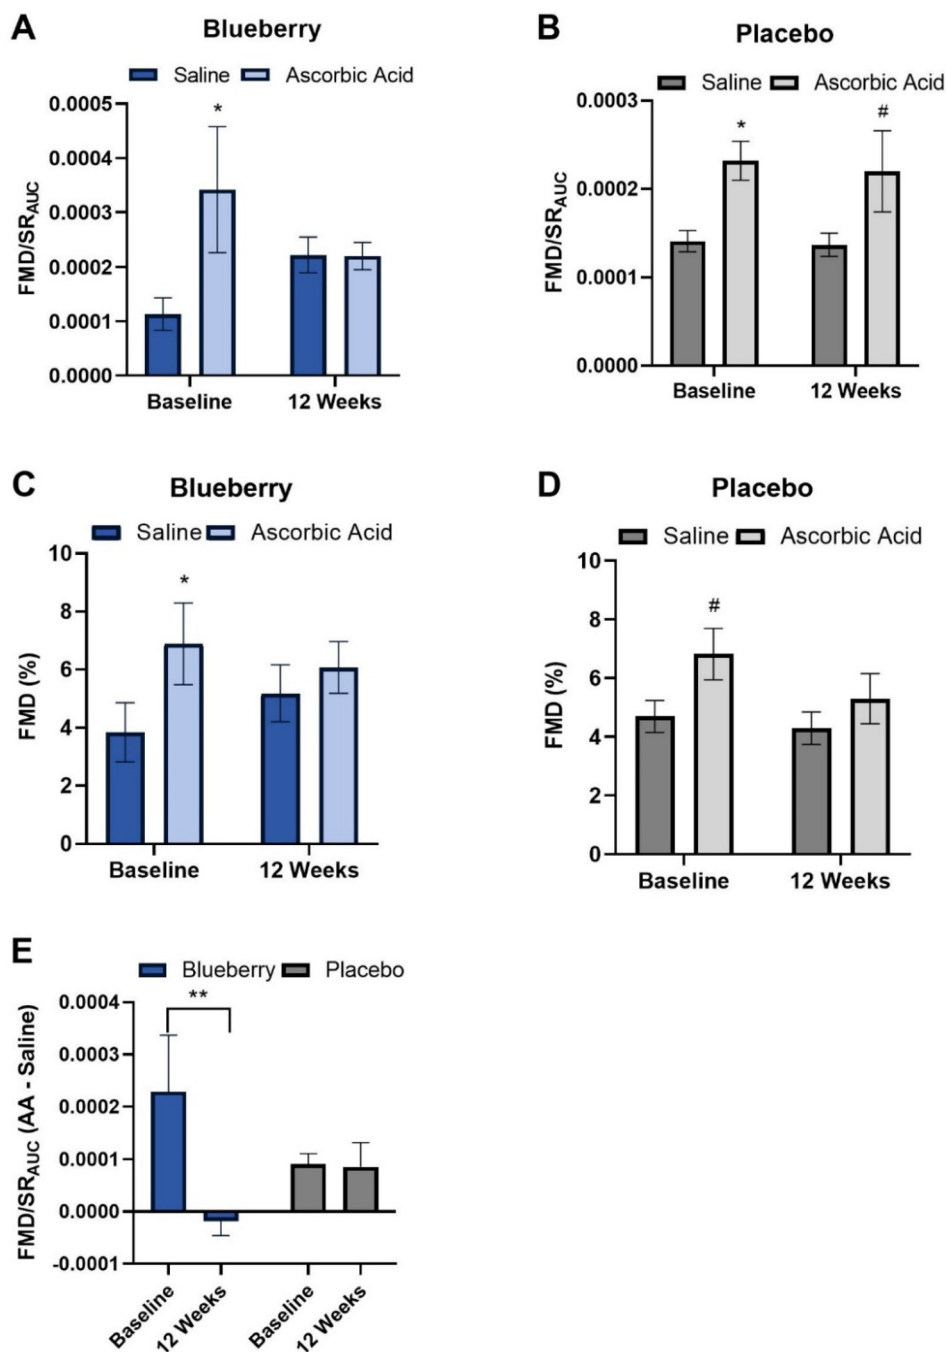 A
Blueberry
Saline Ascorbic Acid
*
FMD/SR_AUC
0.0005
0.0004
0.0003
0.0002
0.0001
0.0000
Baseline 12 Weeks
B
Placebo
Saline Ascorbic Acid
* #
FMD/SR_AUC
0.0003
0.0002
0.0001
0.0000
Baseline 12 Weeks
C
Blueberry
Saline Ascorbic Acid
*
FMD (%)
10
8
6
4
2
0
Baseline 12 Weeks
D
Placebo
Saline Ascorbic Acid
#
FMD (%)
10
8
6
4
2
0
Baseline 12 Weeks
E
Blueberry Placebo
**
FMD/SR_AUC (AA - Saline)
0.0004
0.0003
0.0002
0.0001
0.0000
-0.0001
Baseline 12 Weeks Baseline 12 Weeks